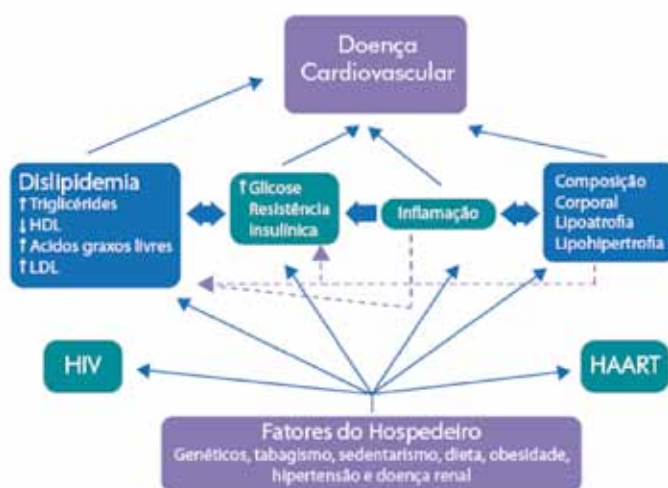 Doença
Cardiovascular
Dislipidemia
↑ Triglicérides
↓ HDL
↑ Acidos graxos livres
↑ LDL
↑ Glicose
Resistência
Insulínica
Inflamação
Composição
Corporal
Lipoatrofia
Lipohipertrofia
HIV
HAART
Fatores do Hospedeiro
Genéticos, tabagismo, sedentarismo, dieta, obesidade,
hipertensão e doença renal